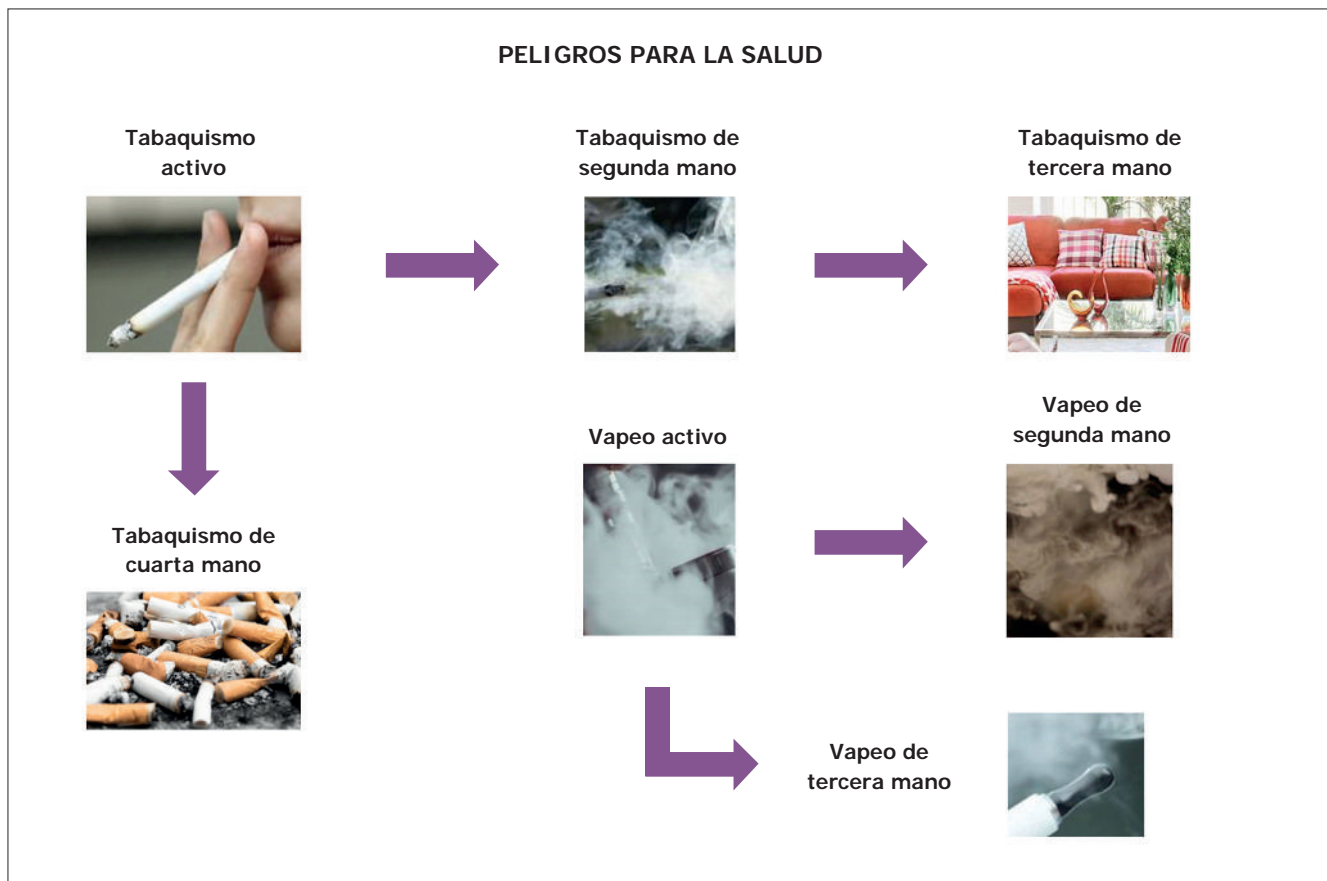 PELIGROS PARA LA SALUD
Tabaquismo
activo
Tabaquismo de
segunda mano
Tabaquismo de
tercera mano
Vapeo activo
Vapeo de
segunda mano
Tabaquismo de
cuarta mano
Vapeo de
tercera mano